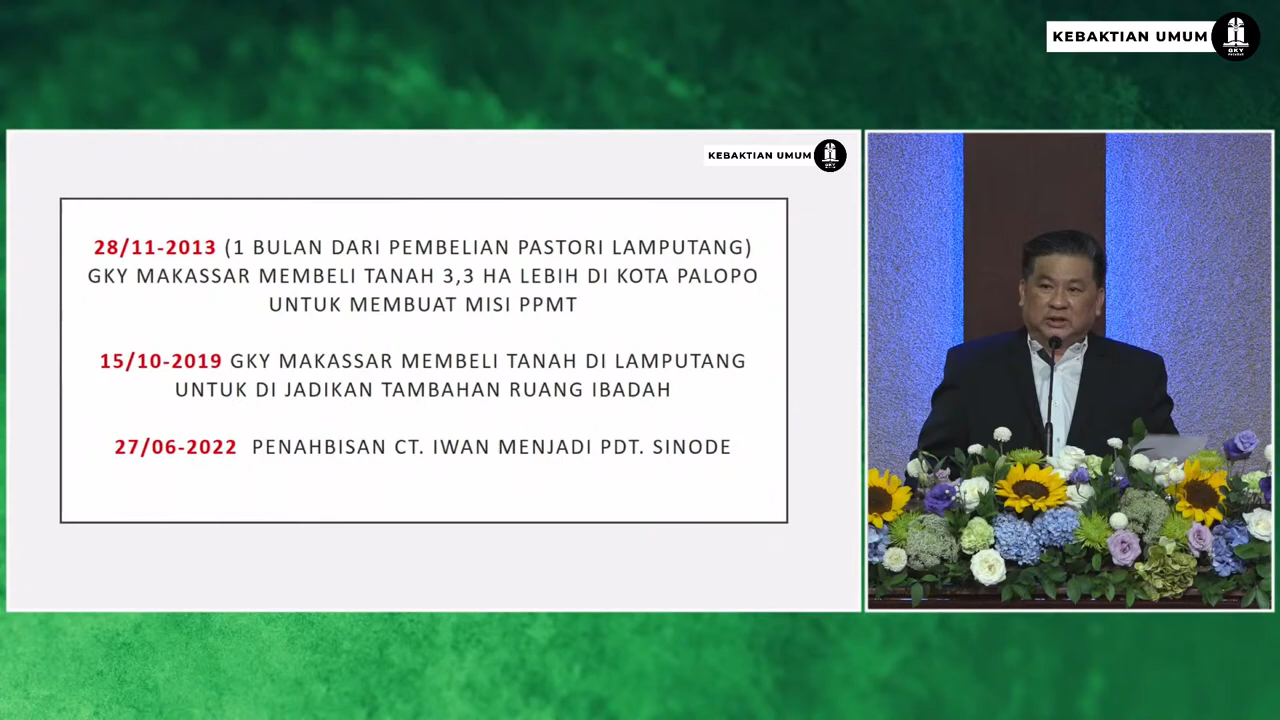 KEBAKTIAN UMUM
GKY
KEBAKTIAN UMUM
GKY
28/11-2013 (1 BULAN DARI PEMBELIAN PASTORI LAMPUTANG)
GKY MAKASSAR MEMBELI TANAH 3,3 HA LEBIH DI KOTA PALOPO
UNTUK MEMBUAT MISI PPMT
15/10-2019 GKY MAKASSAR MEMBELI TANAH DI LAMPUTANG
UNTUK DI JADIKAN TAMBAHAN RUANG IBADAH
27/06-2022 PENAHBISAN CT. IWAN MENJADI PDT. SINODE